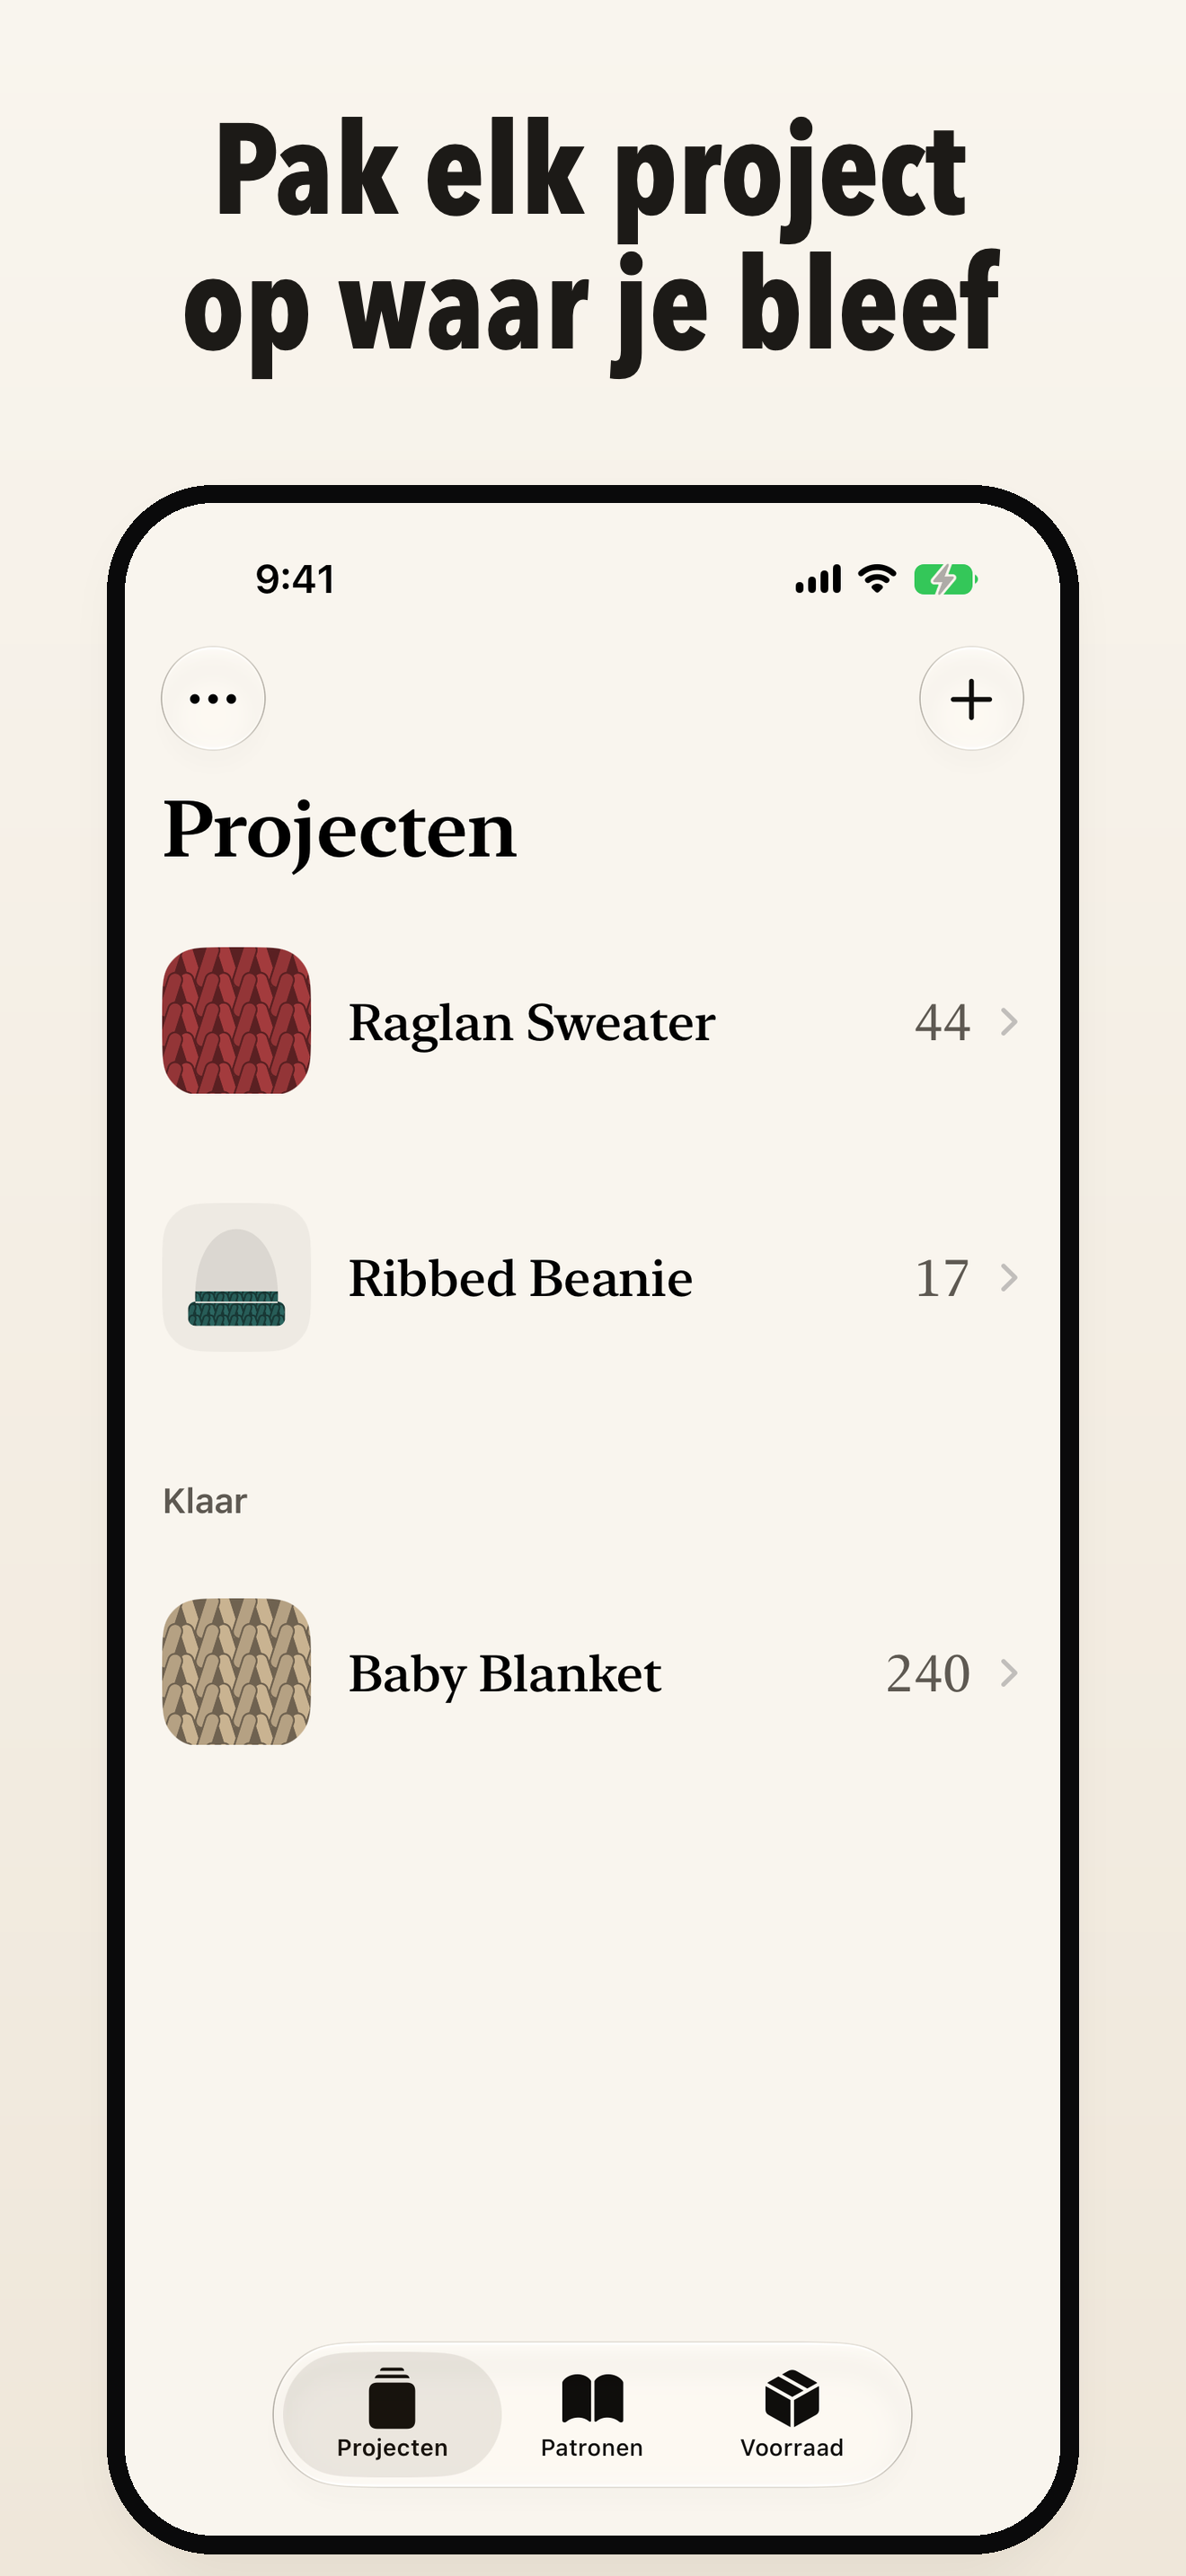 Pak elk project
op waar je bleef
9:41
Projecten
Raglan Sweater 44
Ribbed Beanie 17
Klaar
Baby Blanket 240
Projecten Patronen Voorraad